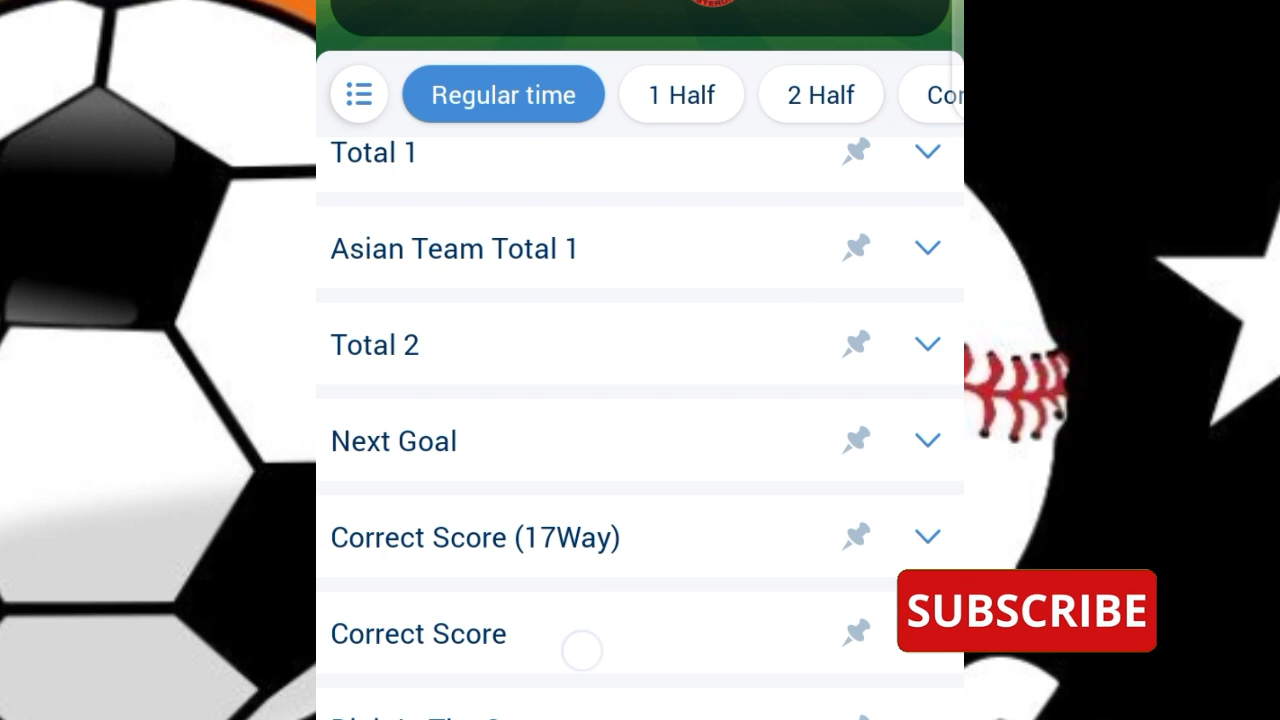 Regular time
1 Half
2 Half
Total 1
Asian Team Total 1
Total 2
Next Goal
Correct Score (17Way)
Correct Score
SUBSCRIBE